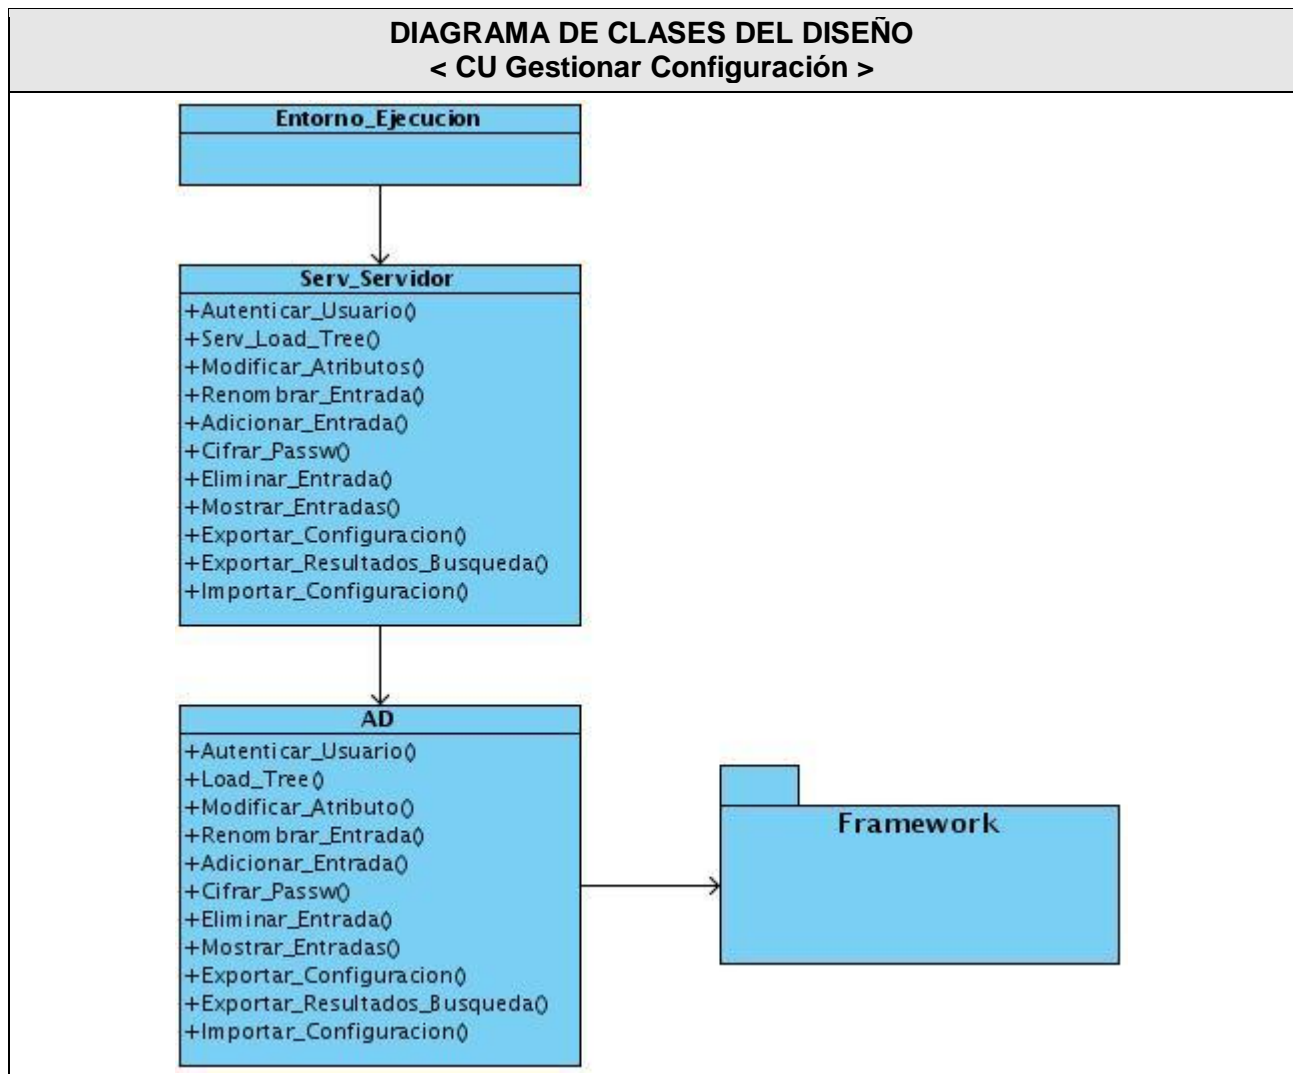 DIAGRAMA DE CLASES DEL DISEÑO
< CU Gestionar Configuración >
Entorno_Ejecucion
Serv_Servidor
+Autenticar_Usuario()
+Serv_Load_Tree()
+Modificar_Atributos()
+Renombrar_Entrada()
+Adicionar_Entrada()
+Cifrar_Passw()
+Eliminar_Entrada()
+Mostrar_Entradas()
+Exportar_Configuracion()
+Exportar_Resultados_Busqueda()
+Importar_Configuracion()
AD
+Autenticar_Usuario()
+Load_Tree()
+Modificar_Atributo()
+Renombrar_Entrada()
+Adicionar_Entrada()
+Cifrar_Passw()
+Eliminar_Entrada()
+Mostrar_Entradas()
+Exportar_Configuracion()
+Exportar_Resultados_Busqueda()
+Importar_Configuracion()
Framework